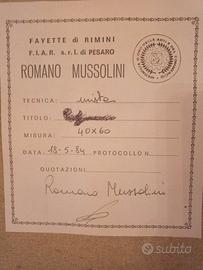 FAYETTE di RIMINI
F.I.A.R. s.r.l. di PESARO
ROMANO MUSSOLINI
TECNICA: mista
TITOLO:
MISURA: 40X60
DATA 18-5-84 PROTOCOLLO N.
QUOTAZIONI
Romano Mussolini
subito